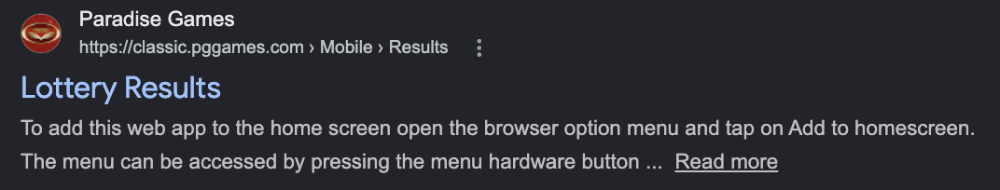 Paradise Games
https://classic.pggames.com › Mobile › Results
Lottery Results
To add this web app to the home screen open the browser option menu and tap on Add to homescreen.
The menu can be accessed by pressing the menu hardware button ... Read more